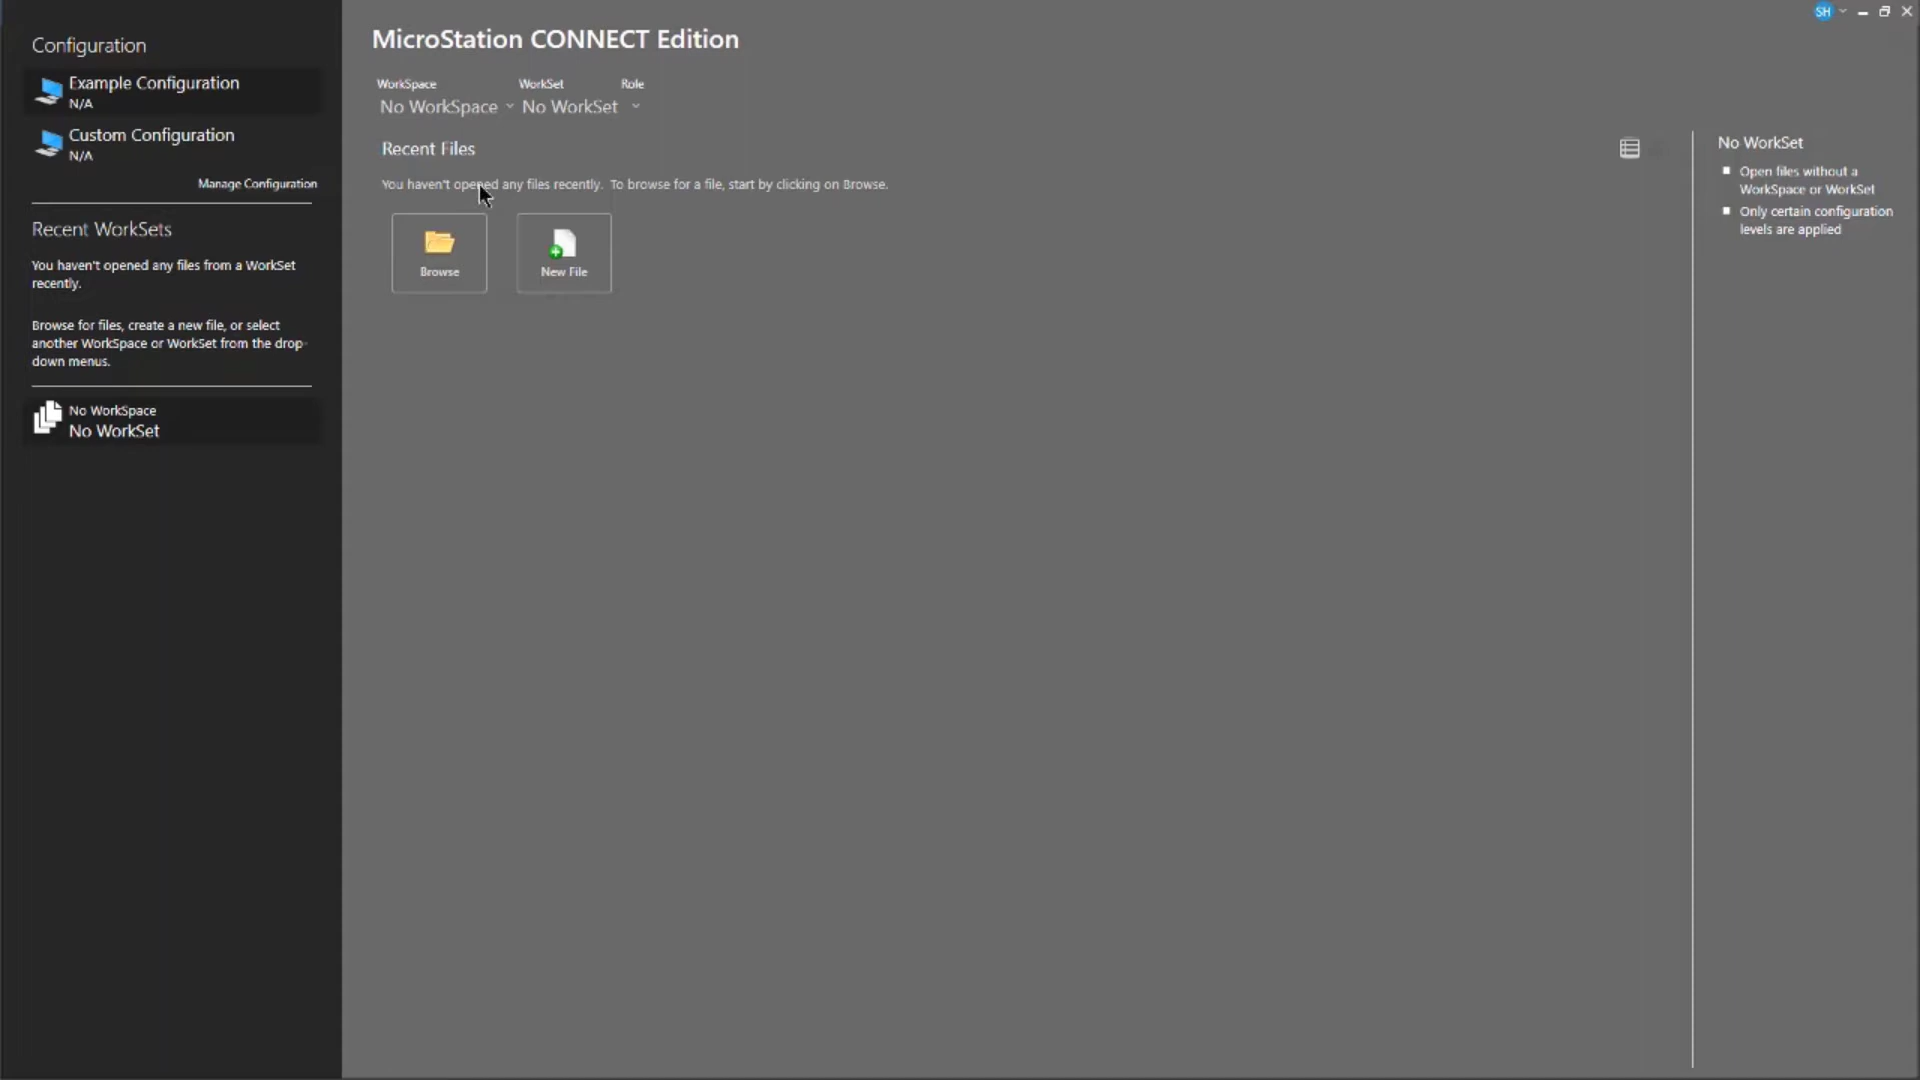 Configuration
Example Configuration
N/A
Custom Configuration
N/A
Manage Configuration
Recent WorkSets
You haven't opened any files from a WorkSet
recently.
Browse for files, create a new file, or select
another WorkSpace or WorkSet from the drop-
down menus.
No WorkSpace
No WorkSet
SH
MicroStation CONNECT Edition
WorkSpace WorkSet Role
No WorkSpace No WorkSet
Recent Files
You haven't opened any files recently. To browse for a file, start by clicking on Browse.
Browse New File
No WorkSet
Open files without a
WorkSpace or WorkSet
Only certain configuration
levels are applied